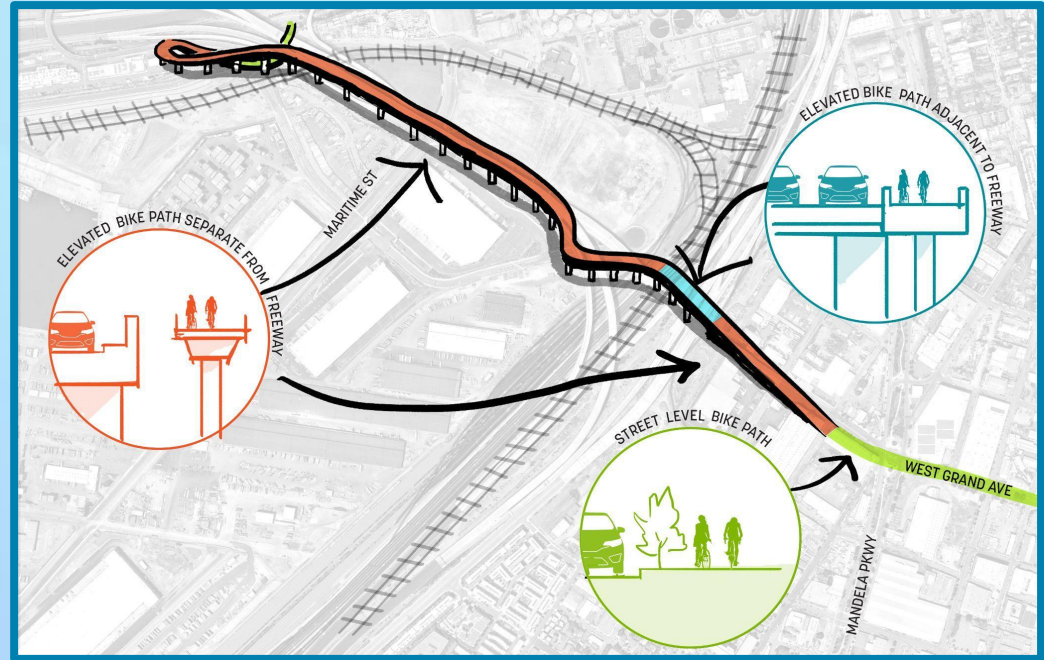 ELEVATED BIKE PATH SEPARATE FROM FREEWAY
MARITIME ST
ELEVATED BIKE PATH ADJACENT TO FREEWAY
STREET LEVEL BIKE PATH
WEST GRAND AVE
MANDELA PKWY